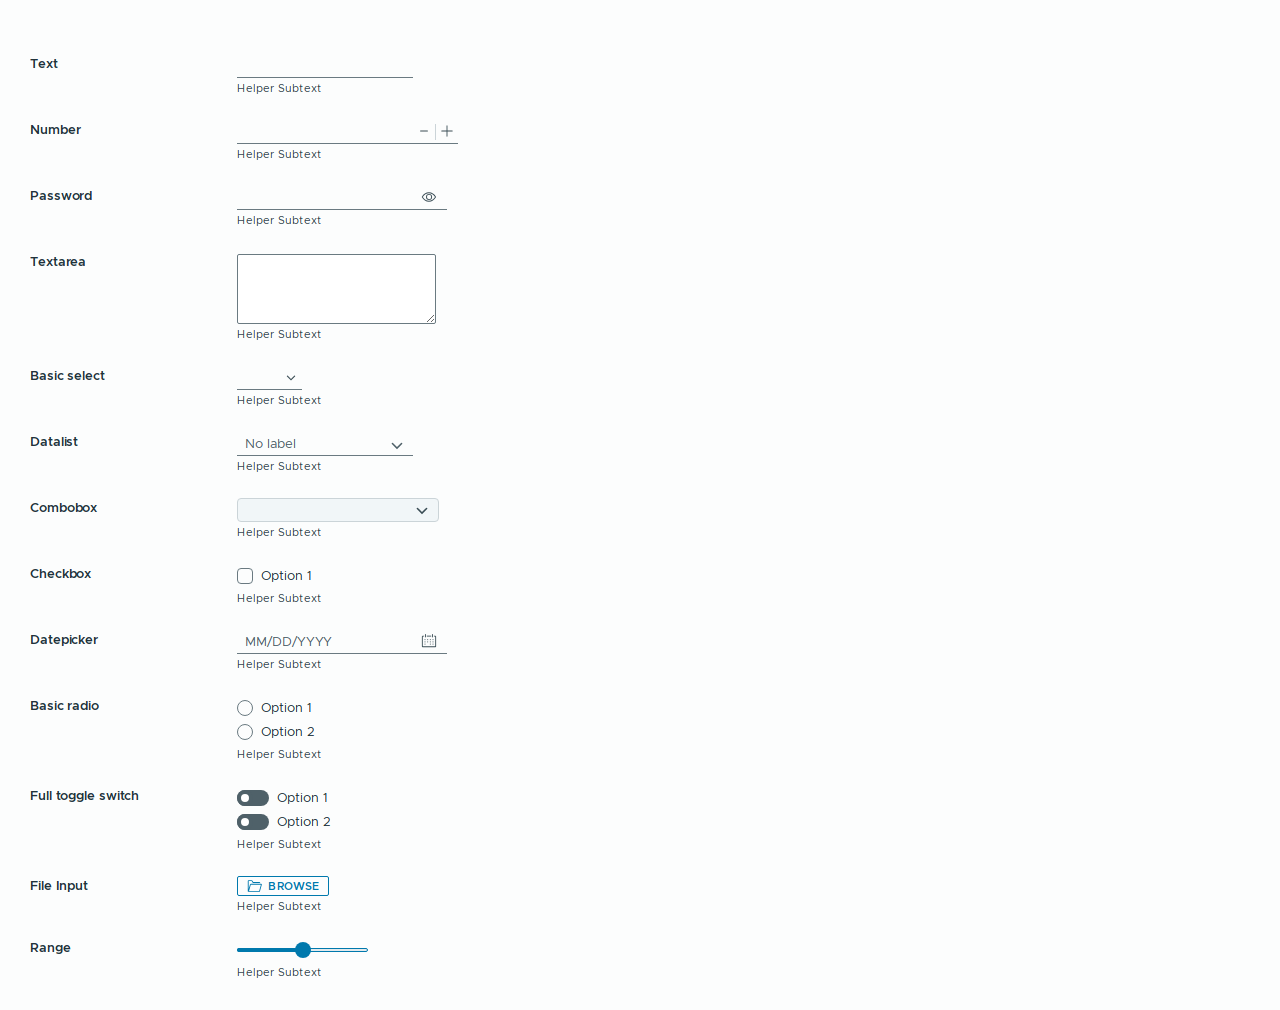 Text
Helper Subtext
Number
Helper Subtext
Password
Helper Subtext
Textarea
Helper Subtext
Basic select
Helper Subtext
Datalist
No label
Helper Subtext
Combobox
Helper Subtext
Checkbox
Option 1
Helper Subtext
Datepicker
MM/DD/YYYY
Helper Subtext
Basic radio
Option 1
Option 2
Helper Subtext
Full toggle switch
Option 1
Option 2
Helper Subtext
File Input
BROWSE
Helper Subtext
Range
Helper Subtext